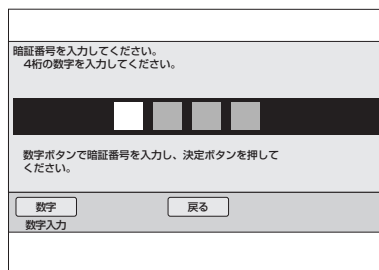 暗証番号を入力してください。
4桁の数字を入力してください。
数字ボタンで暗証番号を入力し、決定ボタンを押して
ください。
数字 戻る
数字入力